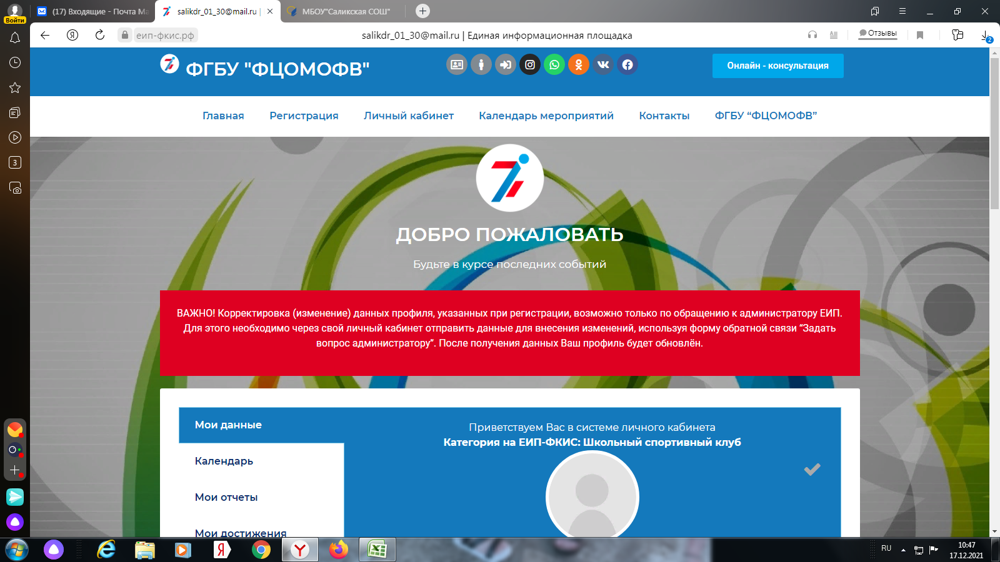 (17) Входящие - Почта Ma
salikdr_01_30@mail.ru |
МБОУ"Саликская СОШ"
Войти
еип-фкис.рф
salikdr_01_30@mail.ru | Единая информационная площадка
Отзывы
2
3
ФГБУ "ФЦОМОФВ"
Онлайн - консультация
Главная
Регистрация
Личный кабинет
Календарь мероприятий
Контакты
ФГБУ “ФЦОМОФВ”
ДОБРО ПОЖАЛОВАТЬ
Будьте в курсе последних событий
ВАЖНО! Корректировка (изменение) данных профиля, указанных при регистрации, возможно только по обращению к администратору ЕИП.
Для этого необходимо через свой личный кабинет отправить данные для внесения изменений, используя форму обратной связи “Задать
вопрос администратору”. После получения данных Ваш профиль будет обновлён.
Мои данные
Календарь
Мои отчеты
Мои достижения
Приветствуем Вас в системе личного кабинета
Категория на ЕИП-ФКИС: Школьный спортивный клуб
RU
10:47
17.12.2021